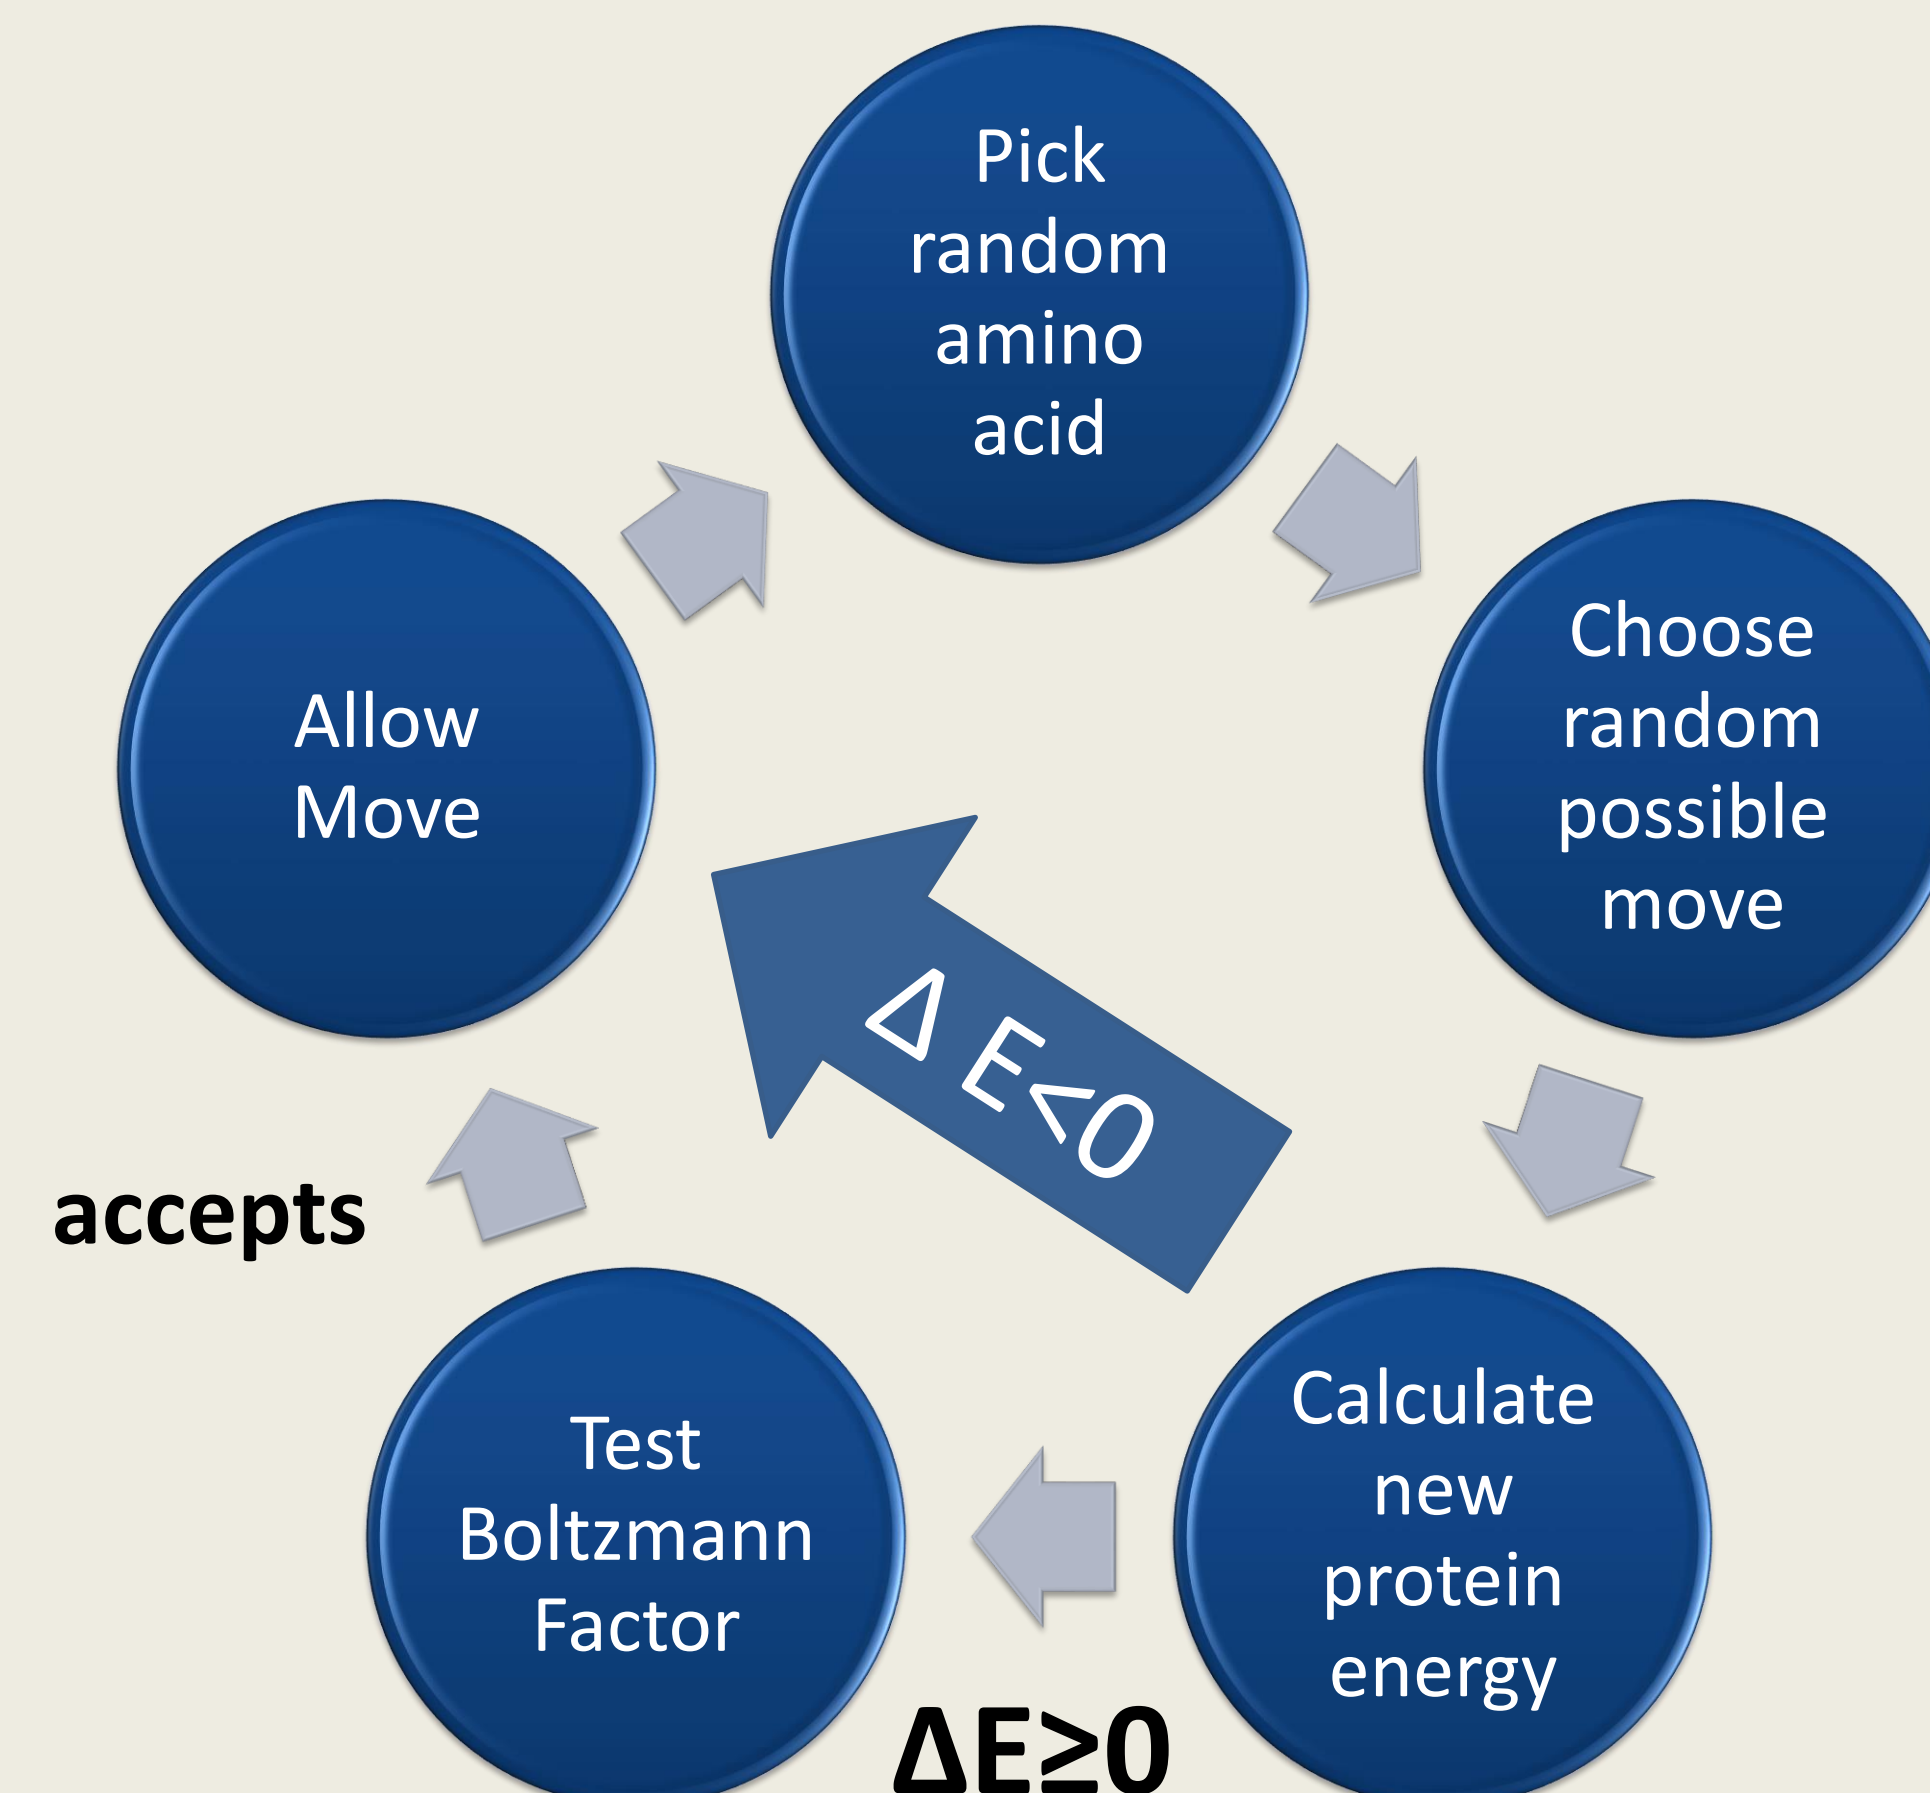 Pick
random
amino
acid
Choose
random
possible
move
Calculate
new
protein
energy
ΔE≥0
Test
Boltzmann
Factor
accepts
Allow
Move
Δ E<0